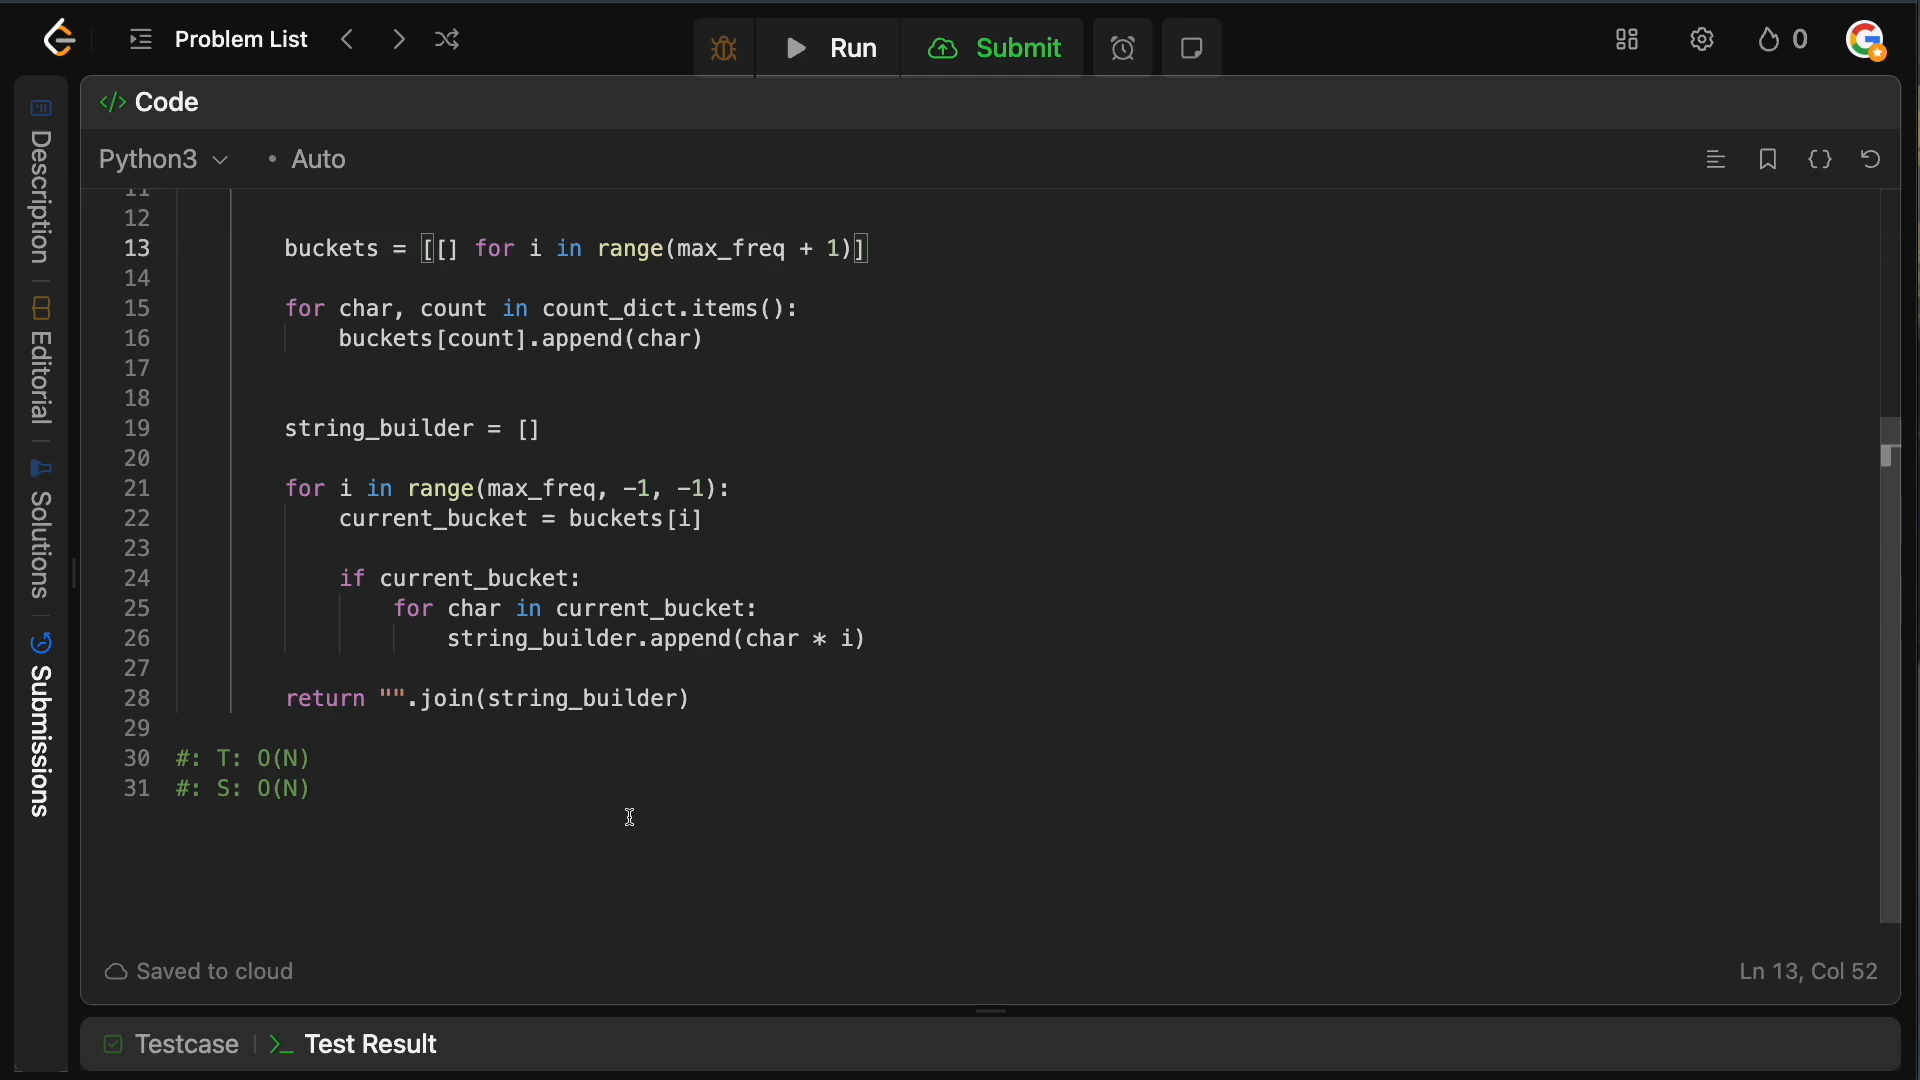 Problem List
Run
Submit
0
Code
Python3
• Auto
Description
Editorial
Solutions
Submissions
11
12
13 buckets = [[] for i in range(max_freq + 1)]
14
15 for char, count in count_dict.items():
16 buckets[count].append(char)
17
18
19 string_builder = []
20
21 for i in range(max_freq, -1, -1):
22 current_bucket = buckets[i]
23
24 if current_bucket:
25 for char in current_bucket:
26 string_builder.append(char * i)
27
28 return "".join(string_builder)
29
30 #: T: O(N)
31 #: S: O(N)
Saved to cloud
Ln 13, Col 52
Testcase
Test Result